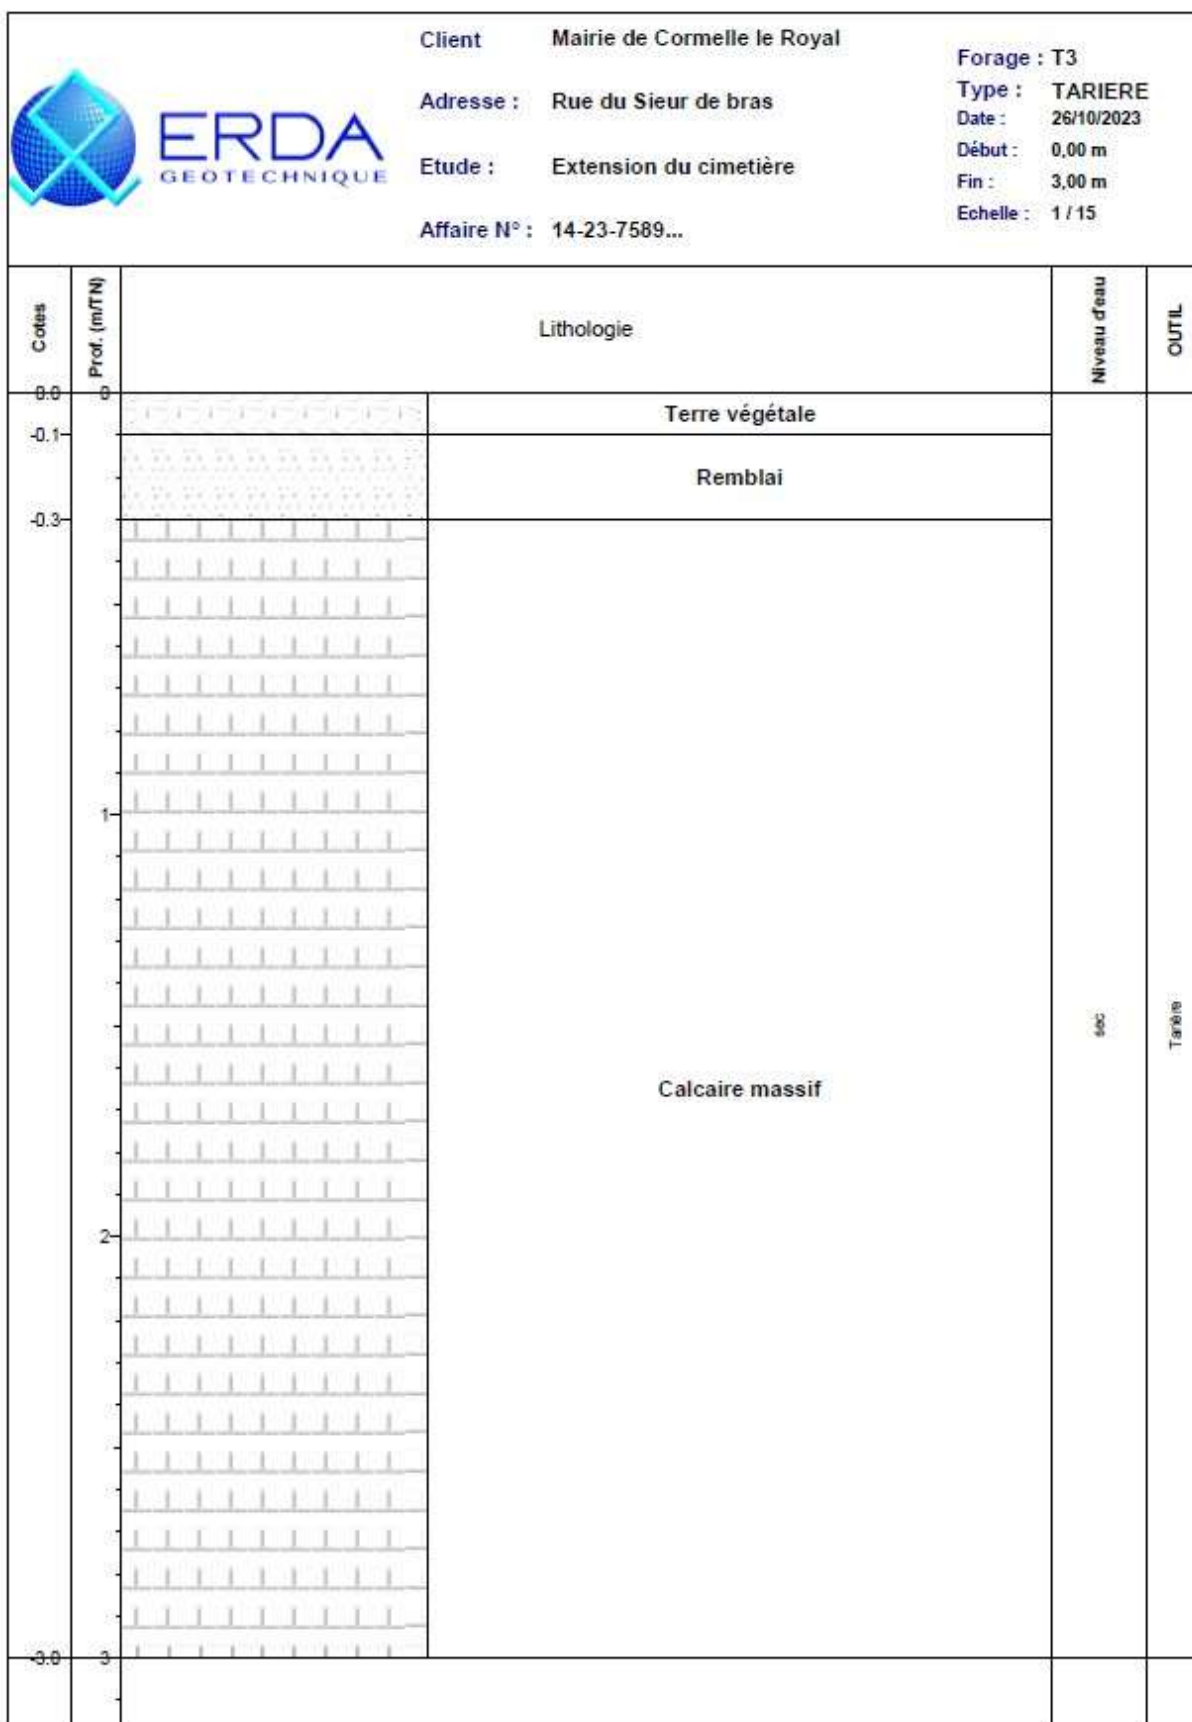 ERDA
GEOTECHNIQUE
Client Mairie de Cormelle le Royal
Adresse : Rue du Sieur de bras
Etude : Extension du cimetière
Affaire N° : 14-23-7589...
Forage : T3
Type : TARIERE
Date : 26/10/2023
Début : 0,00 m
Fin : 3,00 m
Echelle : 1 / 15
Cotes
Prof. (m/TN)
Lithologie
Niveau d'eau
OUTIL
0.0 0
Terre végétale
-0.1
Remblai
-0.3
1
sec
Tarière
Calcaire massif
2
-3.0 3